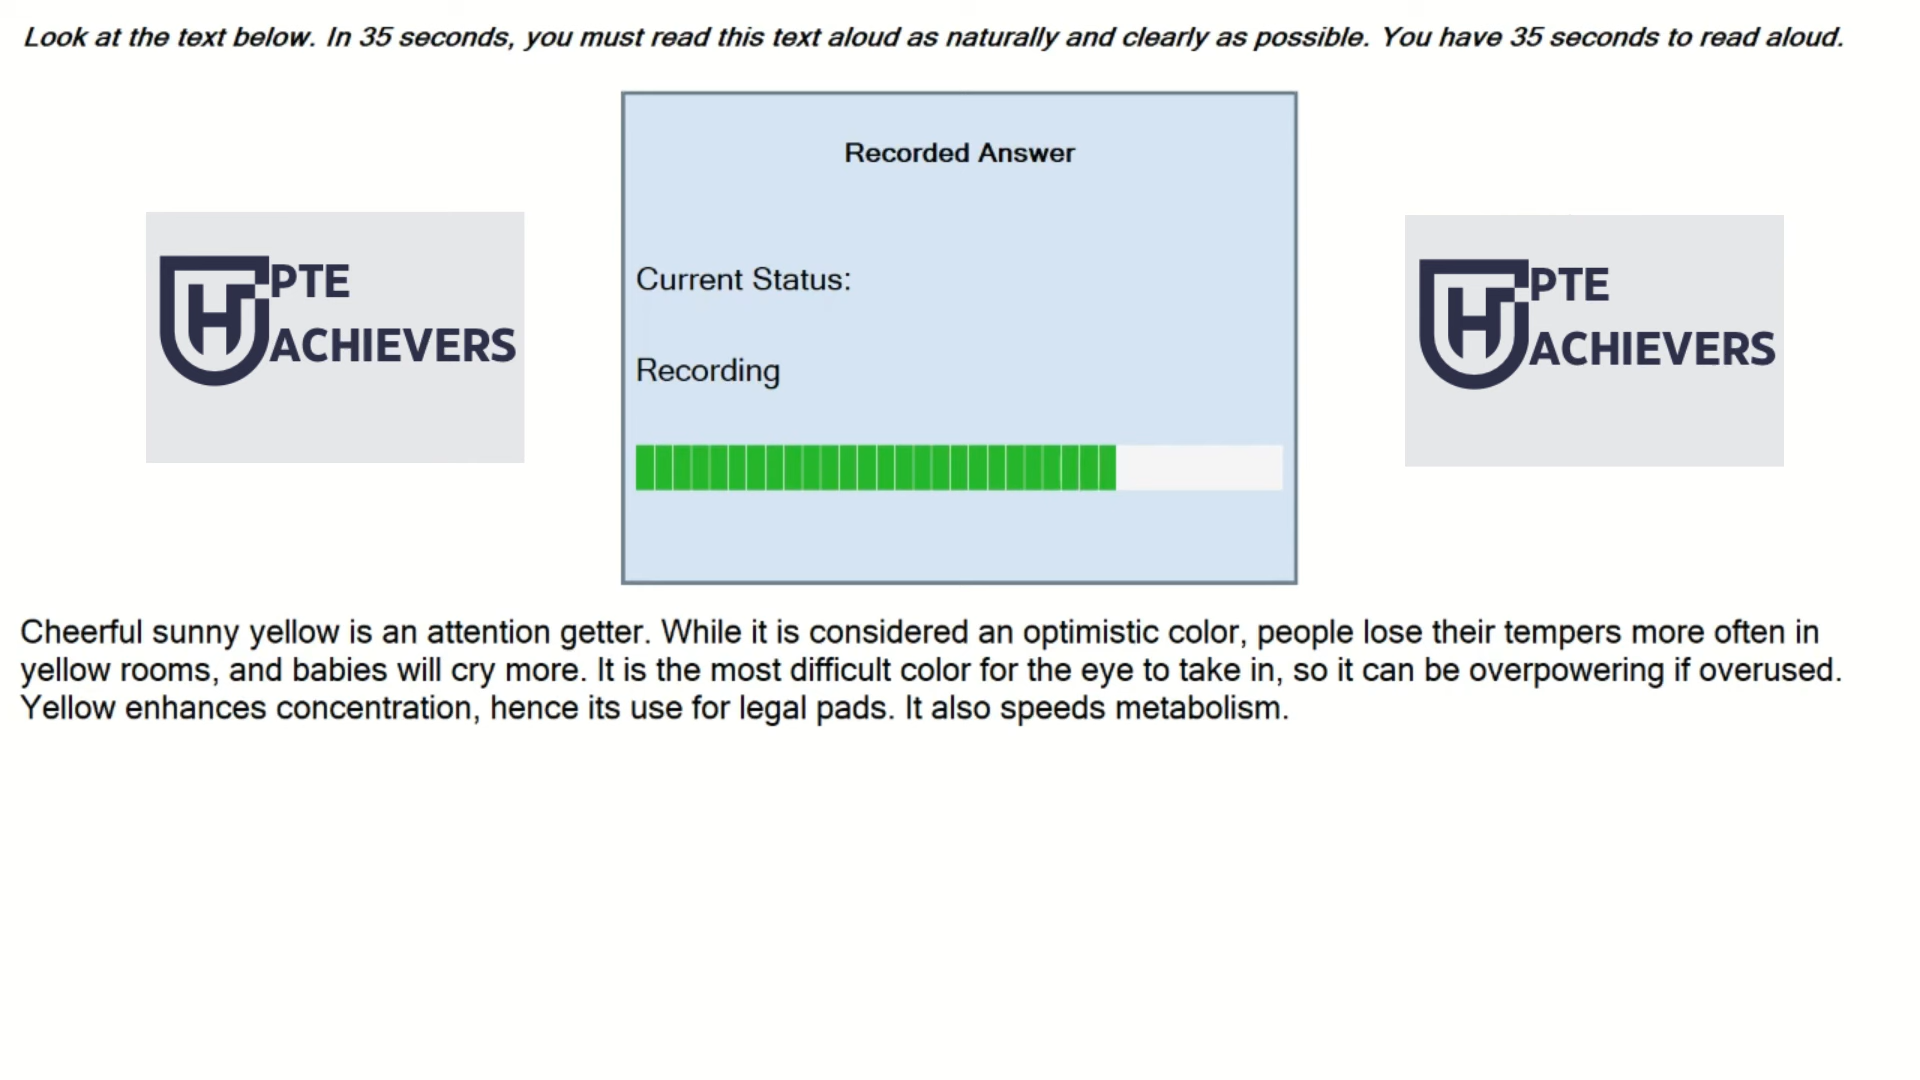 Look at the text below. In 35 seconds, you must read this text aloud as naturally and clearly as possible. You have 35 seconds to read aloud.
Recorded Answer
Current Status:
Recording
PTE
ACHIEVERS
PTE
ACHIEVERS
Cheerful sunny yellow is an attention getter. While it is considered an optimistic color, people lose their tempers more often in
yellow rooms, and babies will cry more. It is the most difficult color for the eye to take in, so it can be overpowering if overused.
Yellow enhances concentration, hence its use for legal pads. It also speeds metabolism.